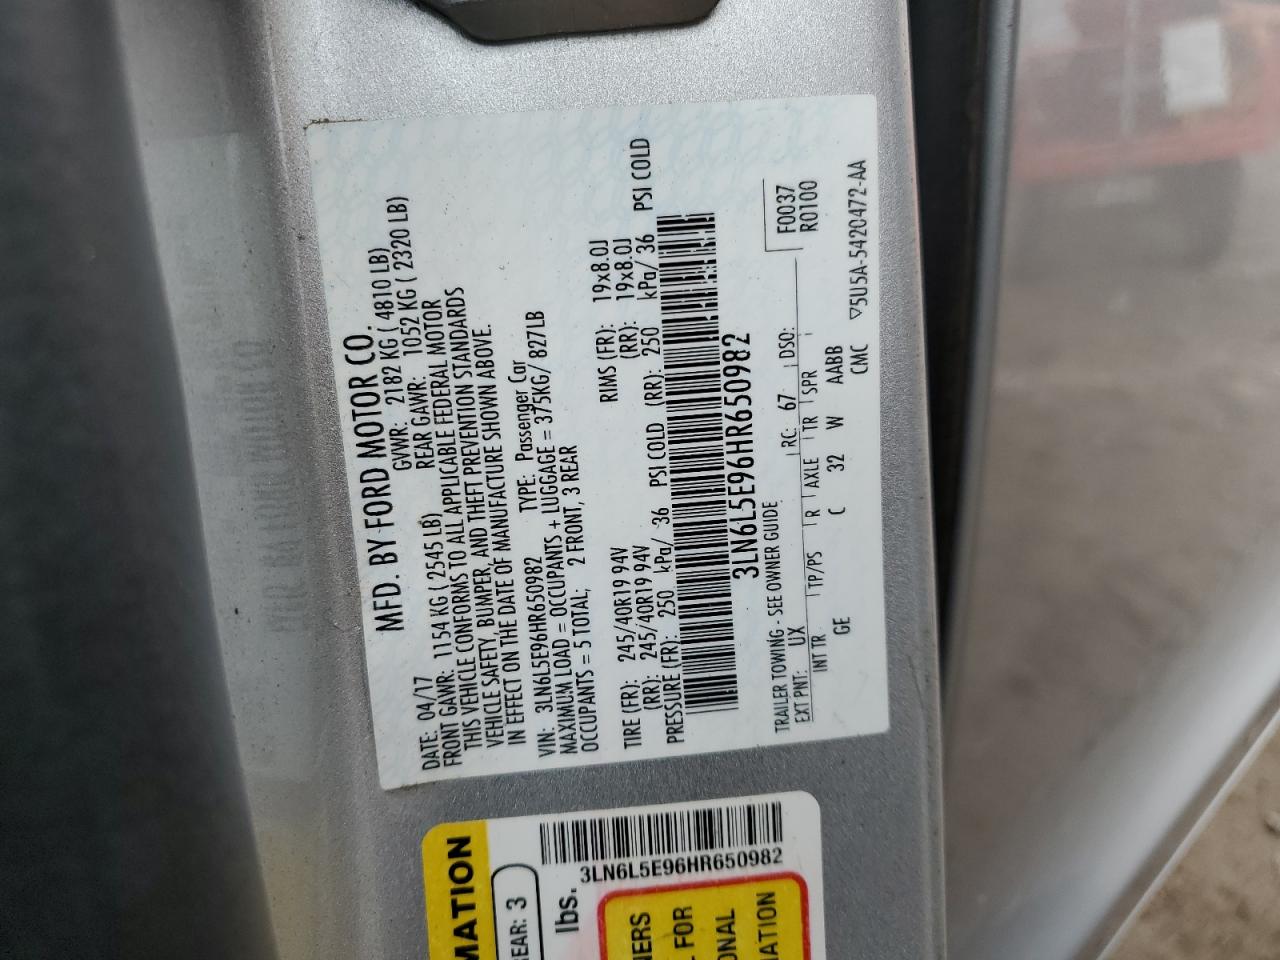 MFD. BY FORD MOTOR CO.
DATE: 04/17 GVWR: 2182 KG ( 4810 LB)
FRONT GAWR: 1154 KG ( 2545 LB) REAR GAWR: 1052 KG ( 2320 LB)
THIS VEHICLE CONFORMS TO ALL APPLICABLE FEDERAL MOTOR
VEHICLE SAFETY, BUMPER, AND THEFT PREVENTION STANDARDS
IN EFFECT ON THE DATE OF MANUFACTURE SHOWN ABOVE.
VIN: 3LN6L5E96HR650982 TYPE: Passenger Car
MAXIMUM LOAD = OCCUPANTS + LUGGAGE = 375KG/ 827LB
OCCUPANTS = 5 TOTAL; 2 FRONT, 3 REAR
TIRE (FR): 245/40R19 94V RIMS (FR): 19x8.0J
(RR): 245/40R19 94V (RR): 19x8.0J
PRESSURE (FR): 250 kPa/ 36 PSI COLD (RR): 250 kPa/ 36 PSI COLD
3LN6L5E96HR650982
TRAILER TOWING - SEE OWNER GUIDE F0037
EXT PNT: UX RC: 67 DSO: R0100
INT TR TP/PS R AXLE TR SPR
GE C 32 W AABB
CMC ▽5U5A-5420472-AA
MATION
EAR: 3
lbs.
3LN6L5E96HR650982
NERS
L FOR
ONAL
ATION